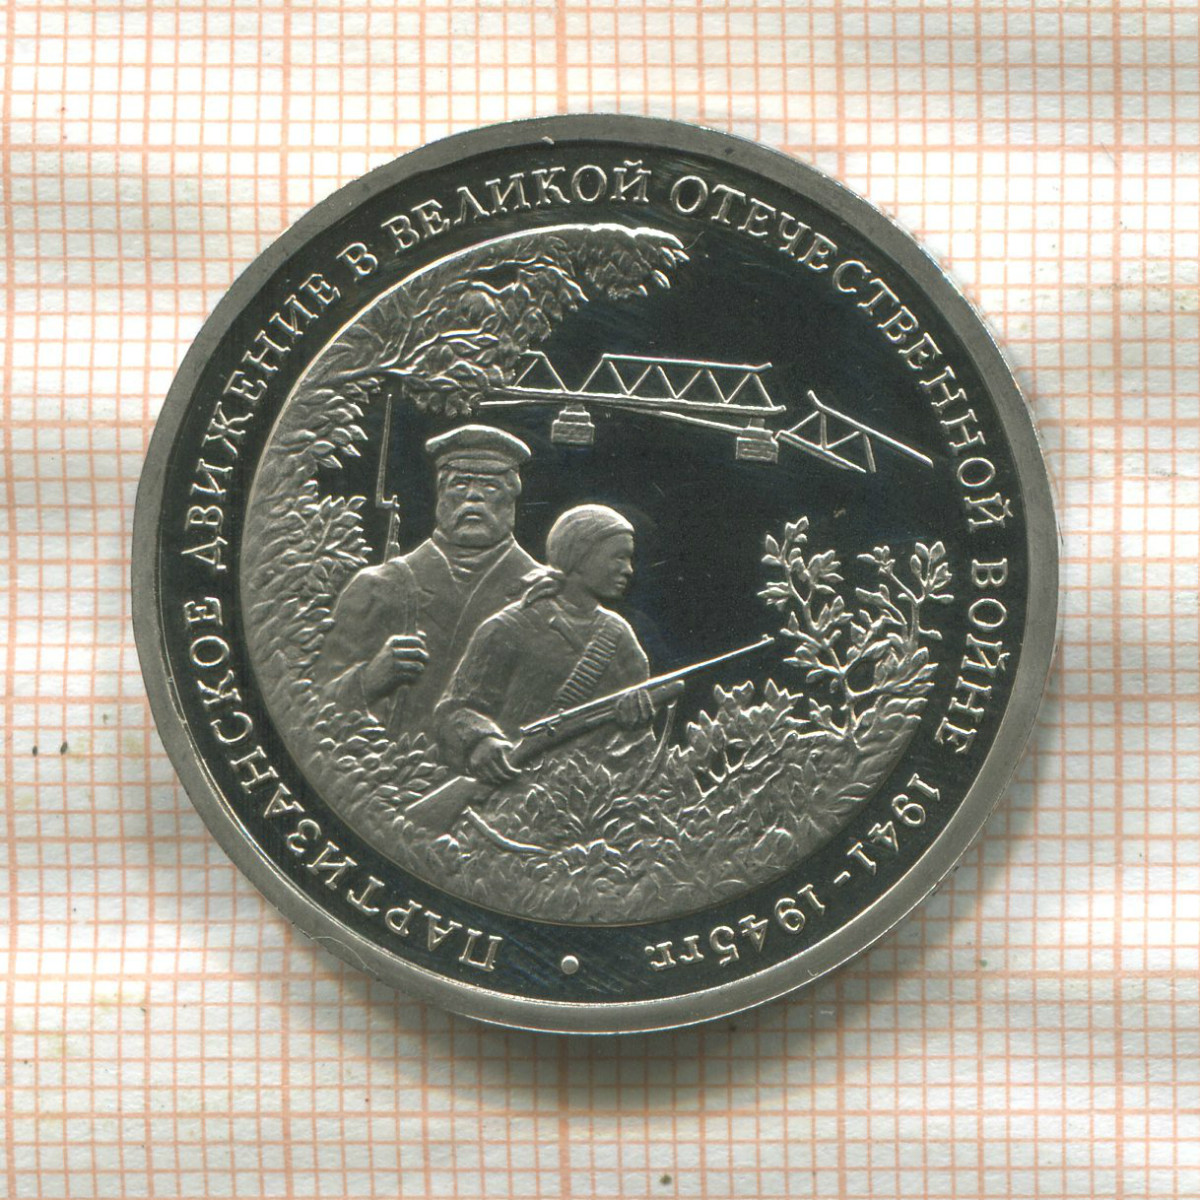 ПАРТИЗАНСКОЕ ДВИЖЕНИЕ В ВЕЛИКОЙ ОТЕЧЕСТВЕННОЙ ВОЙНЕ 1941-1945гг.